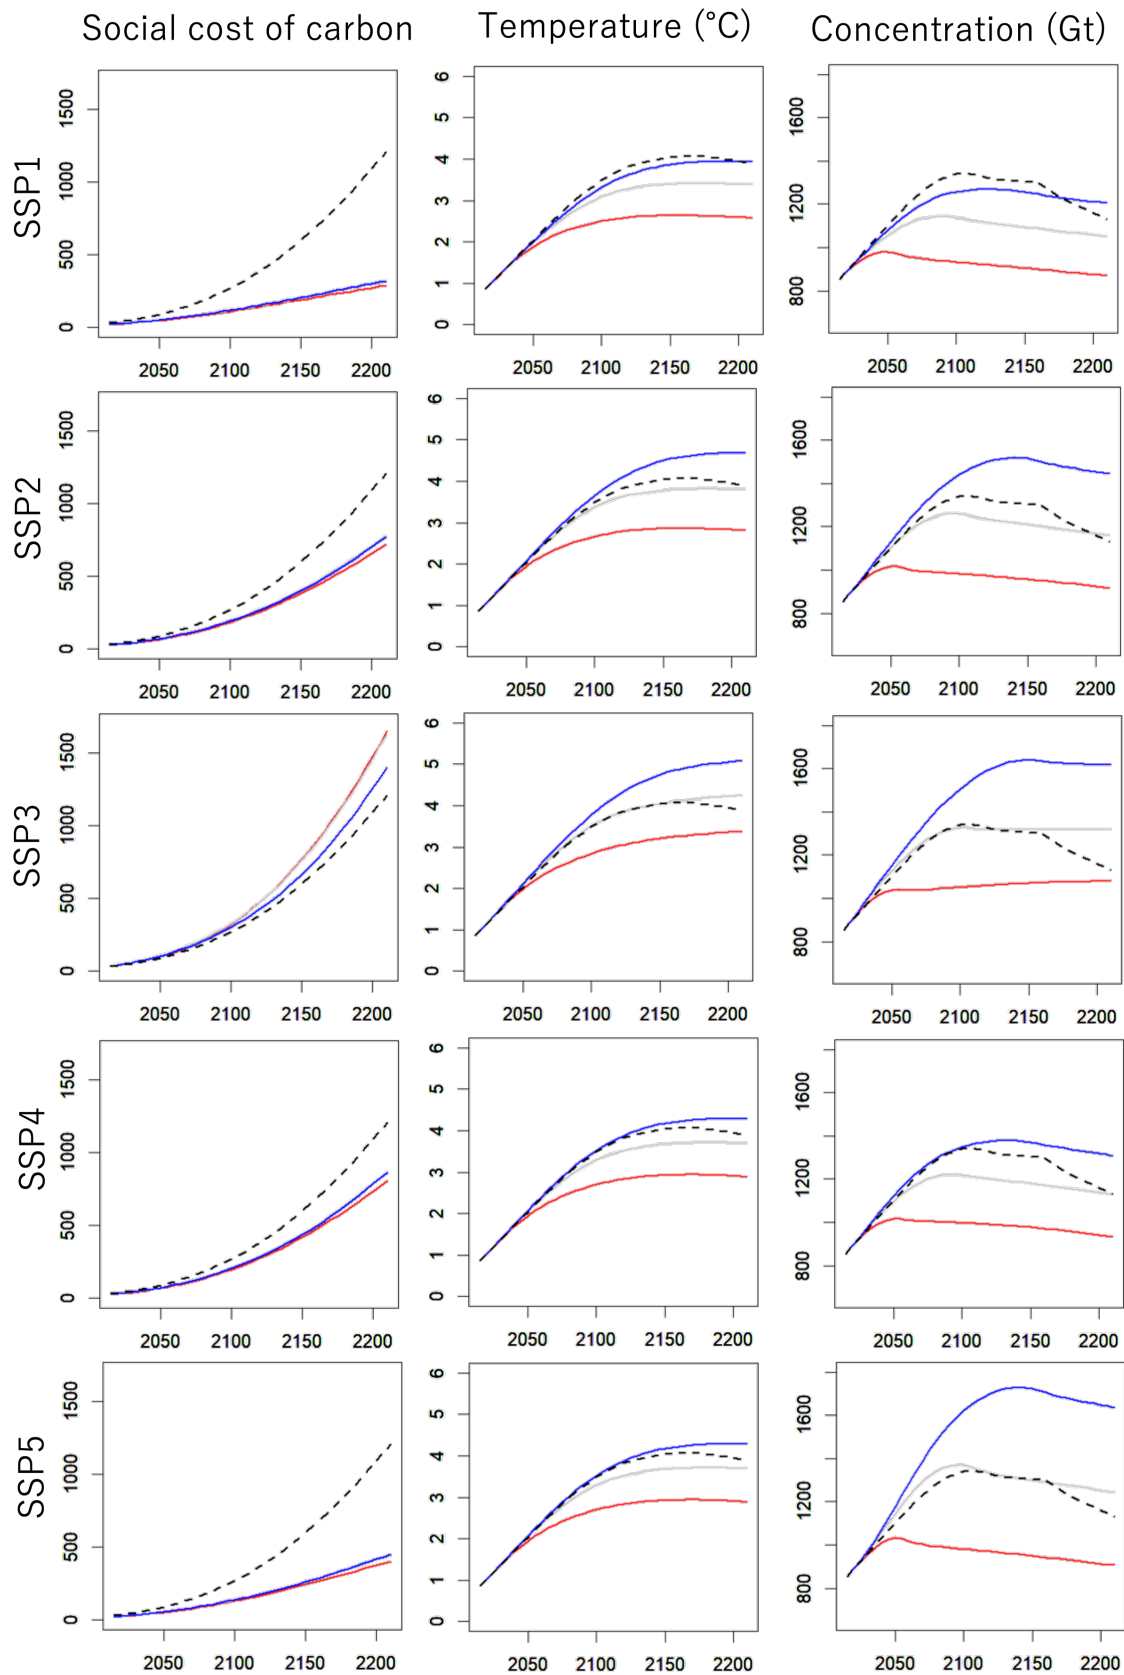 Social cost of carbon Temperature (°C) Concentration (Gt)
SSP1
0 500 1000 1500
2050 2100 2150 2200
0 1 2 3 4 5 6
2050 2100 2150 2200
800 1200 1600
2050 2100 2150 2200
SSP2
0 500 1000 1500
2050 2100 2150 2200
0 1 2 3 4 5 6
2050 2100 2150 2200
800 1200 1600
2050 2100 2150 2200
SSP3
0 500 1000 1500
2050 2100 2150 2200
0 1 2 3 4 5 6
2050 2100 2150 2200
800 1200 1600
2050 2100 2150 2200
SSP4
0 500 1000 1500
2050 2100 2150 2200
0 1 2 3 4 5 6
2050 2100 2150 2200
800 1200 1600
2050 2100 2150 2200
SSP5
0 500 1000 1500
2050 2100 2150 2200
0 1 2 3 4 5 6
2050 2100 2150 2200
800 1200 1600
2050 2100 2150 2200